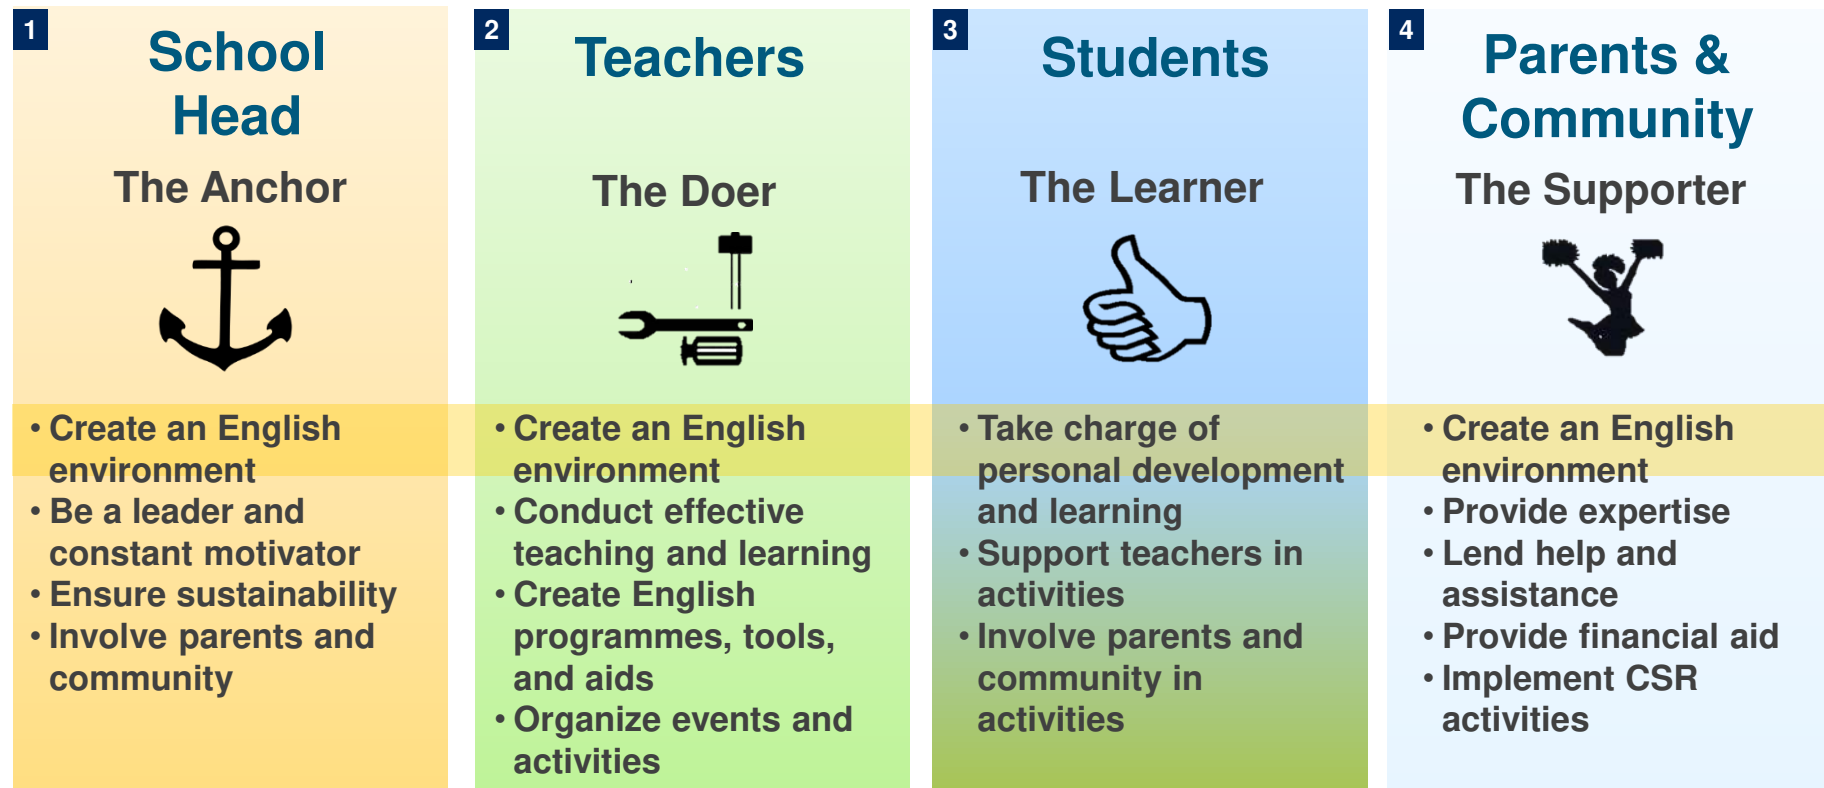 1
School
Head
The Anchor
• Create an English
environment
• Be a leader and
constant motivator
• Ensure sustainability
• Involve parents and
community
2
Teachers
The Doer
• Create an English
environment
• Conduct effective
teaching and learning
• Create English
programmes, tools,
and aids
• Organize events and
activities
3
Students
The Learner
• Take charge of
personal development
and learning
• Support teachers in
activities
• Involve parents and
community in
activities
4
Parents &
Community
The Supporter
• Create an English
environment
• Provide expertise
• Lend help and
assistance
• Provide financial aid
• Implement CSR
activities